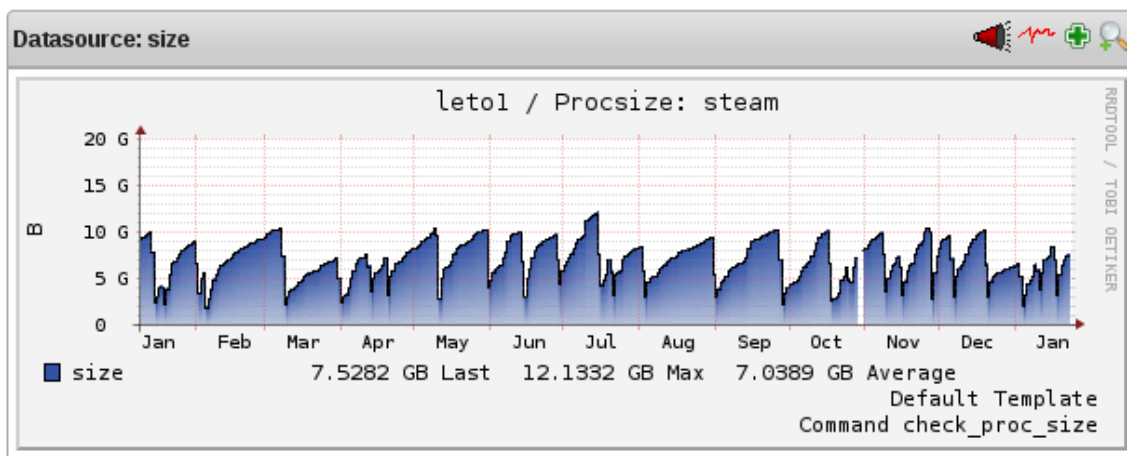 Datasource: size
leto1 / Procsize: steam
20 G
15 G
10 G
5 G
0
B
Jan Feb Mar Apr May Jun Jul Aug Sep Oct Nov Dec Jan
size 7.5282 GB Last 12.1332 GB Max 7.0389 GB Average
Default Template
Command check_proc_size
RRDTOOL / TOBI OETIKER